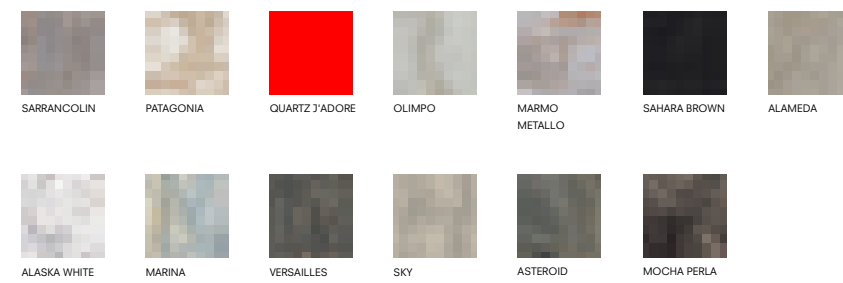 SARRANCOLIN
PATAGONIA
QUARTZ J'ADORE
OLIMPO
MARMO
METALLO
SAHARA BROWN
ALAMEDA
ALASKA WHITE
MARINA
VERSAILLES
SKY
ASTEROID
MOCHA PERLA